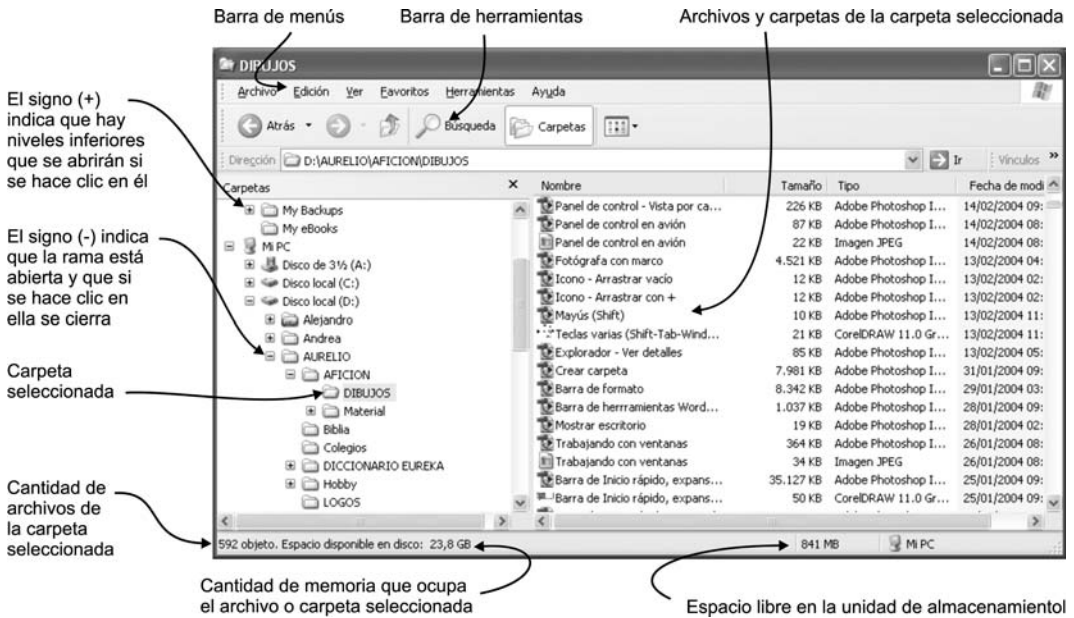 Barra de menús
Barra de herramientas
Archivos y carpetas de la carpeta seleccionada
El signo (+)
indica que hay
niveles inferiores
que se abrirán si
se hace clic en él
El signo (-) indica
que la rama está
abierta y que si
se hace clic en
ella se cierra
Carpeta
seleccionada
Cantidad de
archivos de
la carpeta
seleccionada
DIBUJOS
Archivo Edición Ver Favoritos Herramientas Ayuda
Atrás Búsqueda Carpetas
Dirección D:\AURELIO\AFICION\DIBUJOS Ir Vínculos »
Carpetas × Nombre Tamaño Tipo Fecha de modi
My Backups
My eBooks
Mi PC
Disco de 3½ (A:)
Disco local (C:)
Disco local (D:)
Alejandro
Andrea
AURELIO
AFICION
DIBUJOS
Material
Biblia
Colegios
DICCIONARIO EUREKA
Hobby
LOGOS
Panel de control - Vista por ca... 226 KB Adobe Photoshop I... 14/02/2004 09:
Panel de control en avión 87 KB Adobe Photoshop I... 14/02/2004 08:
Panel de control en avión 22 KB Imagen JPEG 14/02/2004 08:
Fotógrafa con marco 4.521 KB Adobe Photoshop I... 13/02/2004 04:
Icono - Arrastrar vacío 12 KB Adobe Photoshop I... 13/02/2004 02:
Icono - Arrastrar con + 12 KB Adobe Photoshop I... 13/02/2004 02:
Mayús (Shift) 10 KB Adobe Photoshop I... 13/02/2004 11:
Teclas varias (Shift-Tab-Wind... 21 KB CorelDRAW 11.0 Gr... 13/02/2004 11:
Explorador - Ver detalles 85 KB Adobe Photoshop I... 13/02/2004 05:
Crear carpeta 7.981 KB Adobe Photoshop I... 31/01/2004 09:
Barra de formato 8.342 KB Adobe Photoshop I... 29/01/2004 03:
Barra de herrramientas Word... 1.037 KB Adobe Photoshop I... 28/01/2004 09:
Mostrar escritorio 19 KB Adobe Photoshop I... 28/01/2004 02:
Trabajando con ventanas 364 KB Adobe Photoshop I... 26/01/2004 08:
Trabajando con ventanas 34 KB Imagen JPEG 26/01/2004 08:
Barra de Inicio rápido, expans... 35.127 KB Adobe Photoshop I... 25/01/2004 09:
Barra de Inicio rápido, expans... 50 KB CorelDRAW 11.0 Gr... 25/01/2004 09:
592 objeto. Espacio disponible en disco: 23,8 GB 841 MB Mi PC
Cantidad de memoria que ocupa
el archivo o carpeta seleccionada
Espacio libre en la unidad de almacenamientol